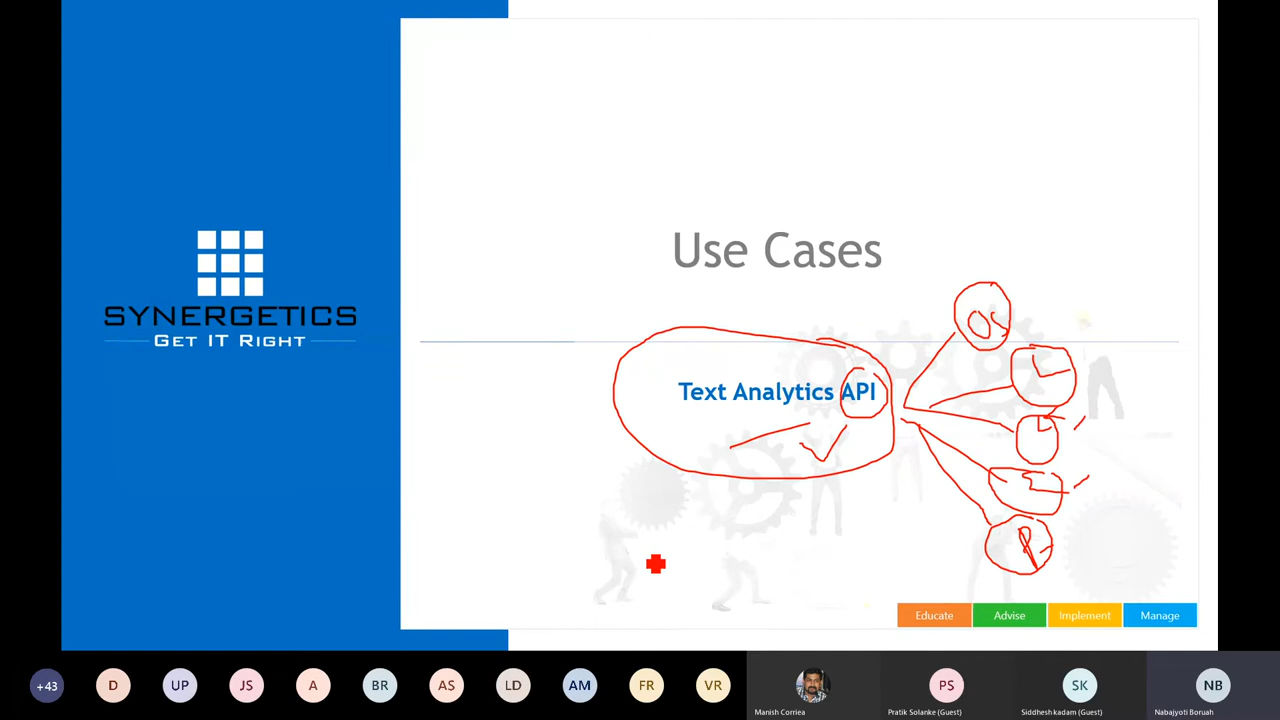 Use Cases
SYNERGETICS
GET IT RIGHT
Text Analytics API
Educate
Advise
Implement
Manage
+43
D
UP
JS
A
BR
AS
LD
AM
FR
VR
PS
SK
NB
Manish Corriea
Pratik Solanke (Guest)
Siddhesh kadam (Guest)
Nabajyoti Boruah